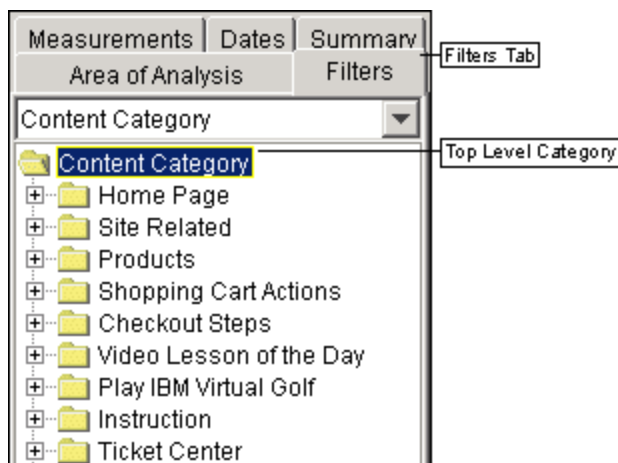 Measurements Dates Summary
Filters Tab
Area of Analysis Filters
Content Category
Content Category
Top Level Category
Home Page
Site Related
Products
Shopping Cart Actions
Checkout Steps
Video Lesson of the Day
Play IBM Virtual Golf
Instruction
Ticket Center